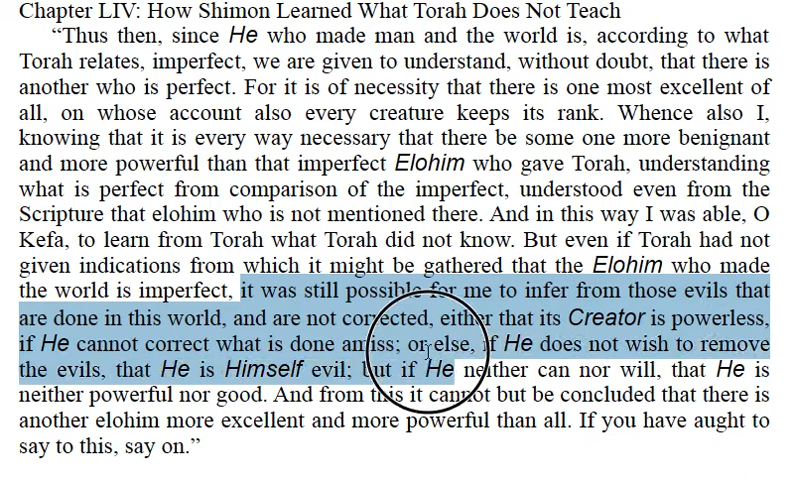 Chapter LIV: How Shimon Learned What Torah Does Not Teach
“Thus then, since He who made man and the world is, according to what
Torah relates, imperfect, we are given to understand, without doubt, that there is
another who is perfect. For it is of necessity that there is one most excellent of
all, on whose account also every creature keeps its rank. Whence also I,
knowing that it is every way necessary that there be some one more benignant
and more powerful than that imperfect Elohim who gave Torah, understanding
what is perfect from comparison of the imperfect, understood even from the
Scripture that elohim who is not mentioned there. And in this way I was able, O
Kefa, to learn from Torah what Torah did not know. But even if Torah had not
given indications from which it might be gathered that the Elohim who made
the world is imperfect, it was still possible for me to infer from those evils that
are done in this world, and are not corrected, either that its Creator is powerless,
if He cannot correct what is done amiss; or else, if He does not wish to remove
the evils, that He is Himself evil; but if He neither can nor will, that He is
neither powerful nor good. And from this it cannot but be concluded that there is
another elohim more excellent and more powerful than all. If you have aught to
say to this, say on.”